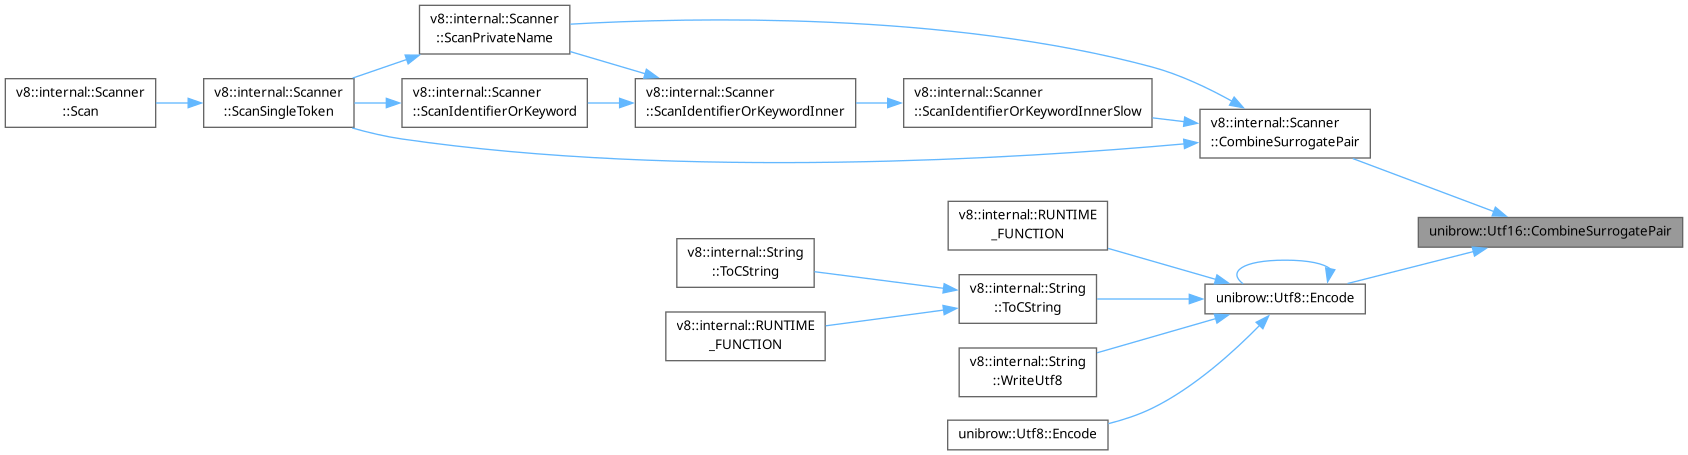 v8::internal::Scanner
::ScanPrivateName
v8::internal::Scanner
::Scan
v8::internal::Scanner
::ScanSingleToken
v8::internal::Scanner
::ScanIdentifierOrKeyword
v8::internal::Scanner
::ScanIdentifierOrKeywordInner
v8::internal::Scanner
::ScanIdentifierOrKeywordInnerSlow
v8::internal::Scanner
::CombineSurrogatePair
v8::internal::RUNTIME
_FUNCTION
unibrow::Utf16::CombineSurrogatePair
v8::internal::String
::ToCString
v8::internal::String
::ToCString
unibrow::Utf8::Encode
v8::internal::RUNTIME
_FUNCTION
v8::internal::String
::WriteUtf8
unibrow::Utf8::Encode